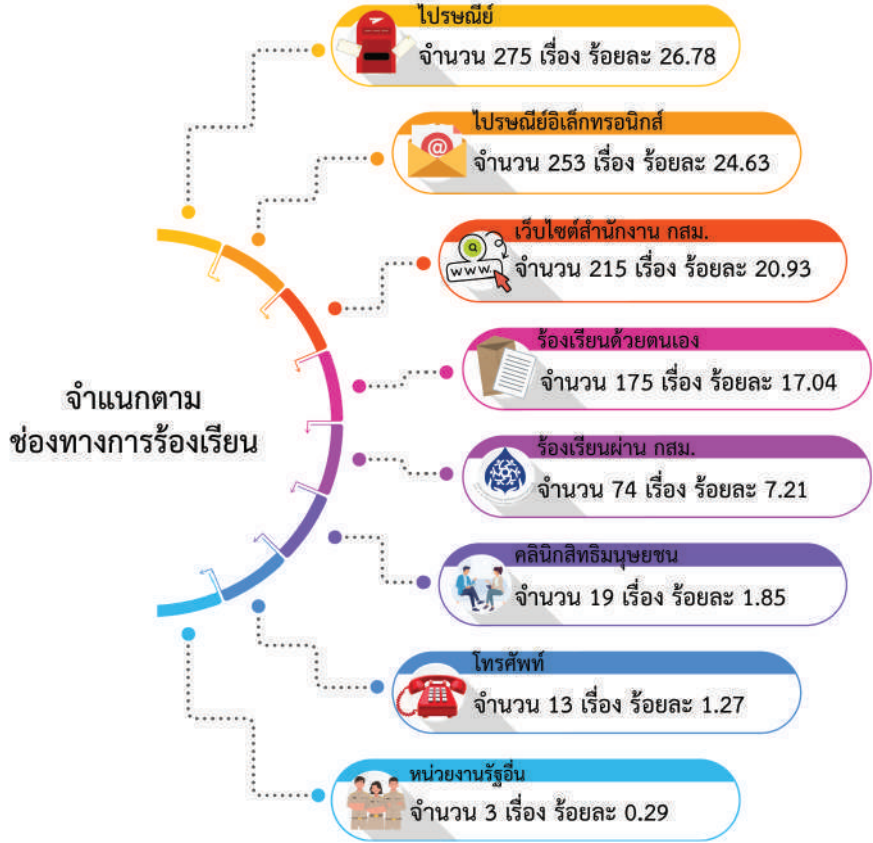 ไปรษณีย์
จำนวน 275 เรื่อง ร้อยละ 26.78
ไปรษณีย์อิเล็กทรอนิกส์
@
จำนวน 253 เรื่อง ร้อยละ 24.63
เว็บไซต์สำนักงาน กสม.
www.
จำนวน 215 เรื่อง ร้อยละ 20.93
ร้องเรียนด้วยตนเอง
จำนวน 175 เรื่อง ร้อยละ 17.04
จำแนกตาม
ช่องทางการร้องเรียน
ร้องเรียนผ่าน กสม.
จำนวน 74 เรื่อง ร้อยละ 7.21
คลินิกสิทธิมนุษยชน
จำนวน 19 เรื่อง ร้อยละ 1.85
โทรศัพท์
จำนวน 13 เรื่อง ร้อยละ 1.27
หน่วยงานรัฐอื่น
จำนวน 3 เรื่อง ร้อยละ 0.29